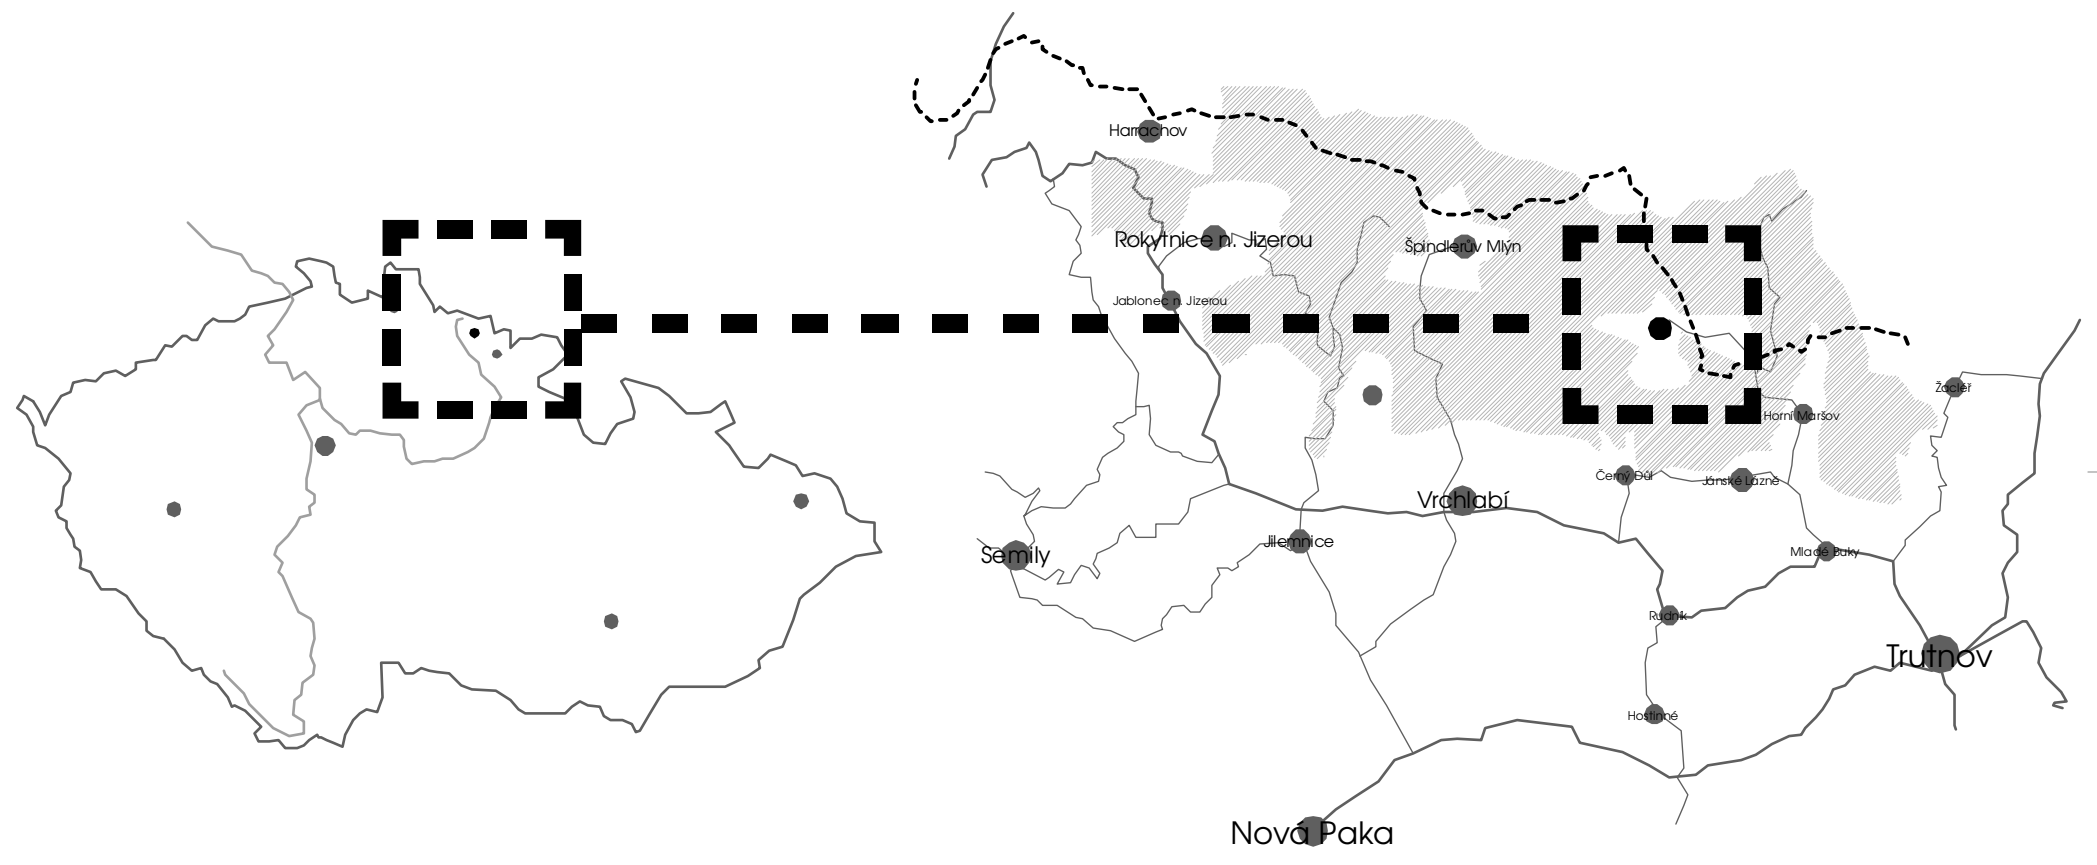 Harrachov
Rokytnice n. Jizerou
Špindlerův Mlýn
Jablonec n. Jizerou
Žacléř
Horní Maršov
Černý Důl
Jánské Lázně
Vrchlabí
Jilemnice
Semily
Mladé Buky
Rudník
Trutnov
Hostinné
Nová Paka